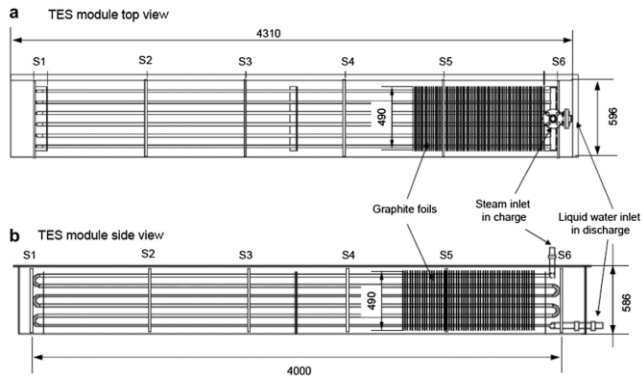 a TES module top view
4310
S1 S2 S3 S4 S5 S6
490
596
Graphite foils
Steam inlet
in charge
Liquid water inlet
in discharge
b TES module side view
S1 S2 S3 S4 S5 S6
490
586
4000